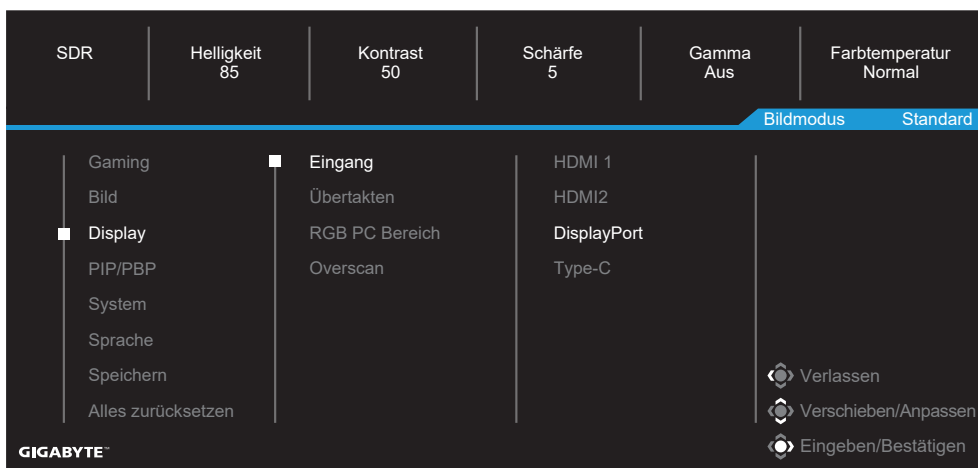 SDR Helligkeit Kontrast Schärfe Gamma Farbtemperatur
85 50 5 Aus Normal
Bildmodus Standard
Gaming Eingang HDMI 1
Bild Übertakten HDMI2
Display RGB PC Bereich DisplayPort
PIP/PBP Overscan Type-C
System
Sprache
Speichern Verlassen
Alles zurücksetzen Verschieben/Anpassen
GIGABYTE™ Eingeben/Bestätigen